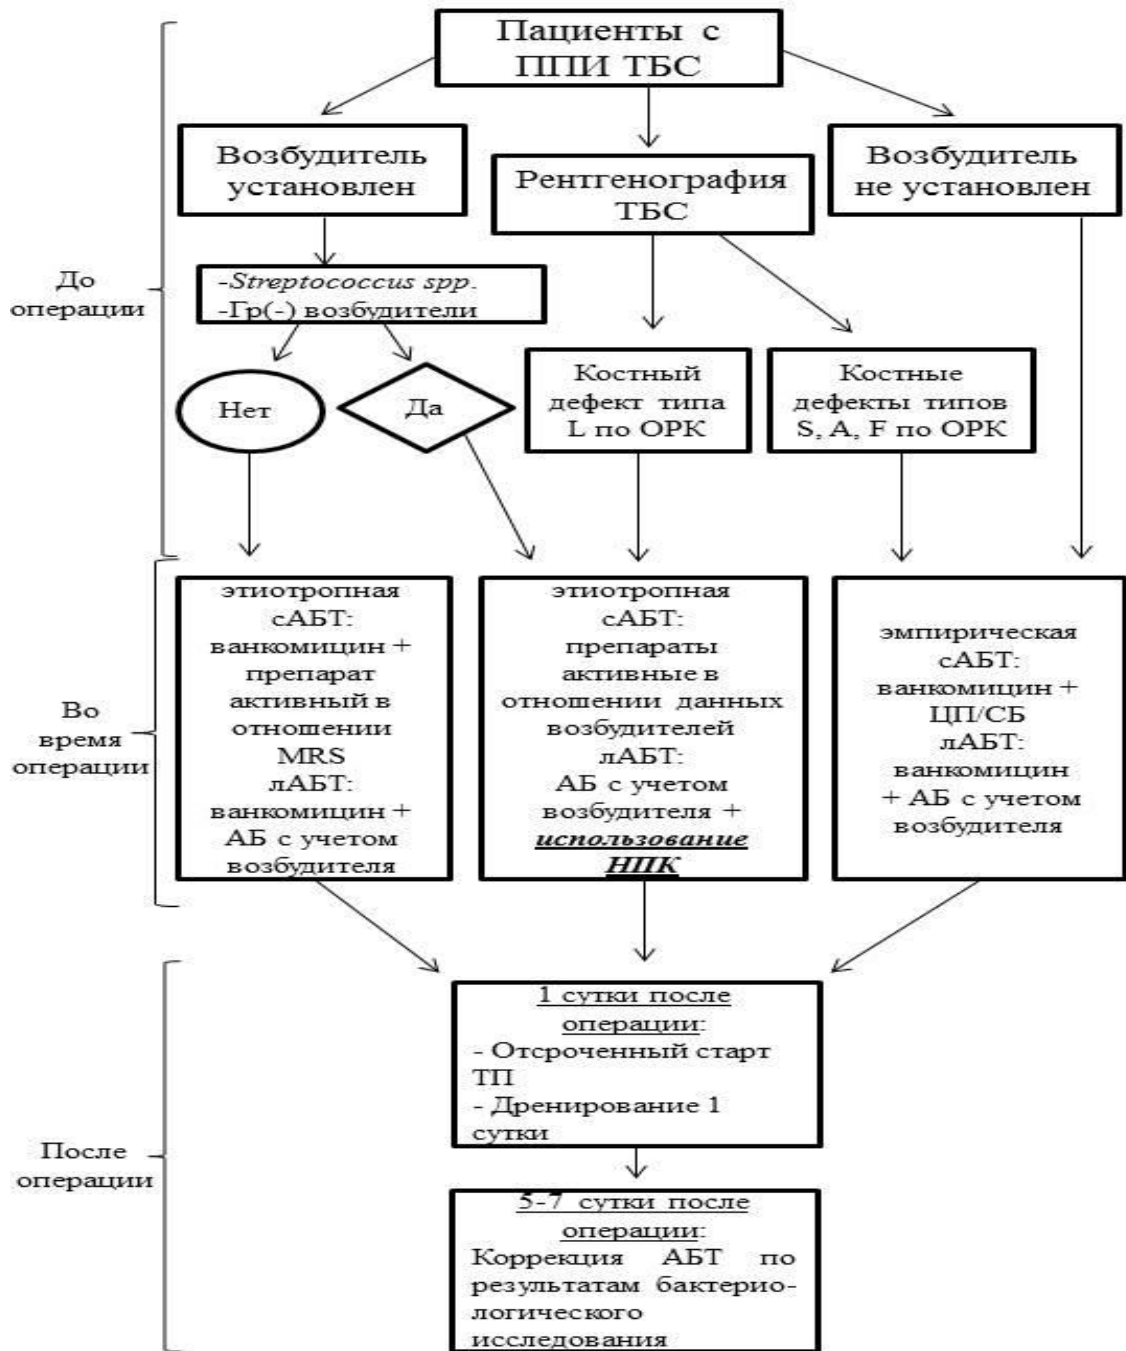 Пациенты с
ППИ ТБС
Возбудитель
установлен
Рентгенография
ТБС
Возбудитель
не установлен
До
операции
-Streptococcus spp.
-Гр(-) возбудители
Нет
Да
Костный
дефект типа
L по ОРК
Костные
дефекты типов
S, A, F по ОРК
Во
время
операции
этиотропная
сАБТ:
ванкомицин +
препарат
активный в
отношении
MRS
лАБТ:
ванкомицин +
АБ с учетом
возбудителя
этиотропная
сАБТ:
препараты
активные в
отношении данных
возбудителей
лАБТ:
АБ с учетом
возбудителя +
использование
НПК
эмпирическая
сАБТ:
ванкомицин +
ЦП/СБ
лАБТ:
ванкомицин
+ АБ с учетом
возбудителя
После
операции
1 сутки после
операции:
- Отсроченный старт
ТП
- Дренирование 1
сутки
5-7 сутки после
операции:
Коррекция АБТ по
результатам бактерио-
логического
исследования